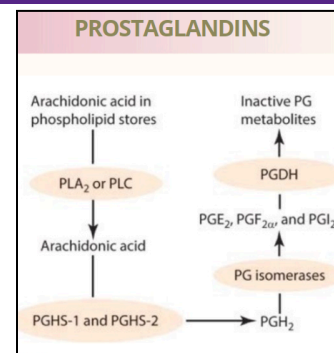 PROSTAGLANDINS
Arachidonic acid in
phospholipid stores
PLA₂ or PLC
Arachidonic acid
PGHS-1 and PGHS-2
PGH₂
PG isomerases
PGE₂, PGF₂α, and PGI₂
PGDH
Inactive PG
metabolites